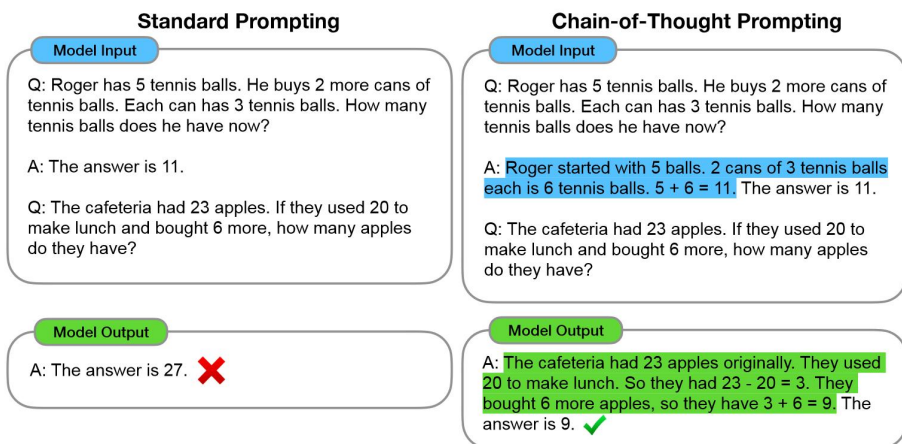 Standard Prompting
Model Input
Q: Roger has 5 tennis balls. He buys 2 more cans of
tennis balls. Each can has 3 tennis balls. How many
tennis balls does he have now?
A: The answer is 11.
Q: The cafeteria had 23 apples. If they used 20 to
make lunch and bought 6 more, how many apples
do they have?
Model Output
A: The answer is 27.
Chain-of-Thought Prompting
Model Input
Q: Roger has 5 tennis balls. He buys 2 more cans of
tennis balls. Each can has 3 tennis balls. How many
tennis balls does he have now?
A: Roger started with 5 balls. 2 cans of 3 tennis balls
each is 6 tennis balls. 5 + 6 = 11. The answer is 11.
Q: The cafeteria had 23 apples. If they used 20 to
make lunch and bought 6 more, how many apples
do they have?
Model Output
A: The cafeteria had 23 apples originally. They used
20 to make lunch. So they had 23 - 20 = 3. They
bought 6 more apples, so they have 3 + 6 = 9. The
answer is 9.